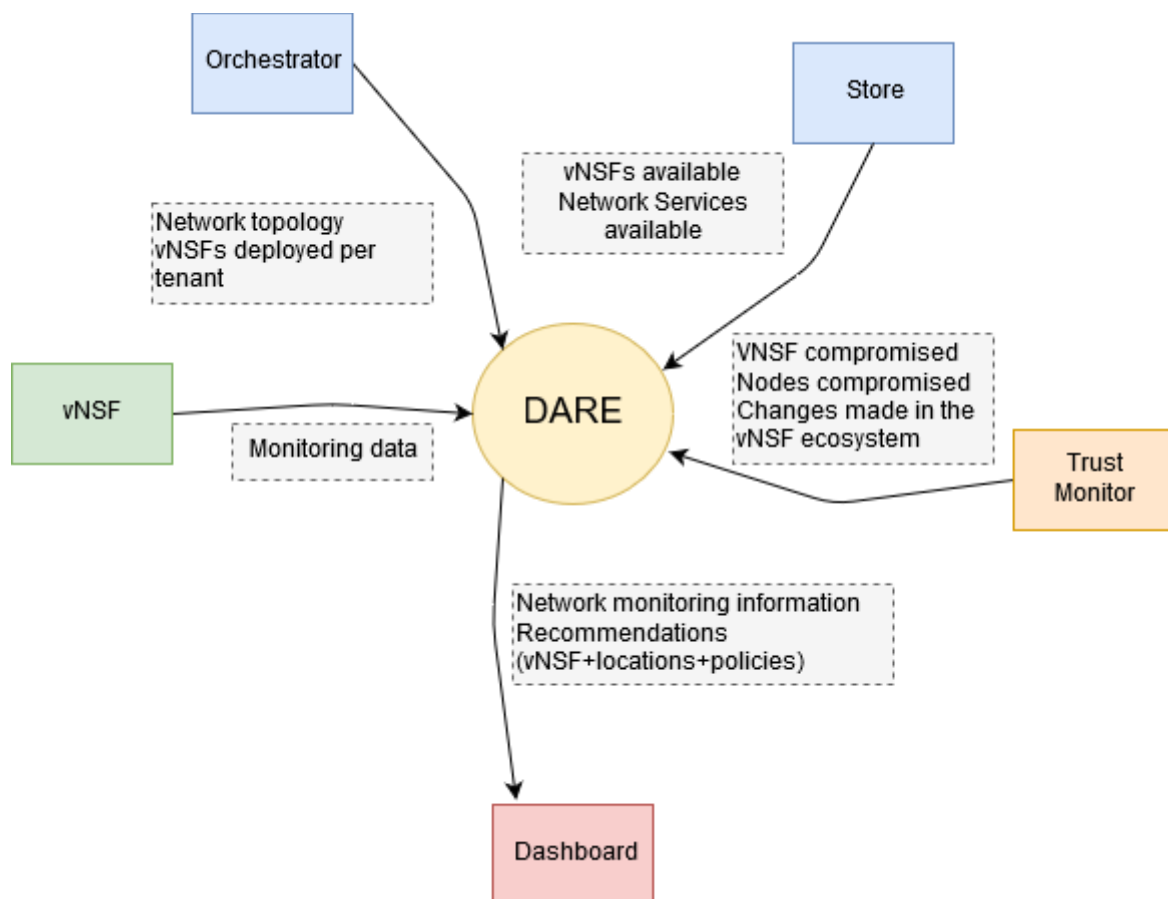 Orchestrator
Store
vNSFs available
Network Services
available
Network topology
vNSFs deployed per
tenant
VNSF compromised
Nodes compromised
Changes made in the
vNSF ecosystem
vNSF
DARE
Monitoring data
Trust
Monitor
Network monitoring information
Recommendations
(vNSF+locations+policies)
Dashboard